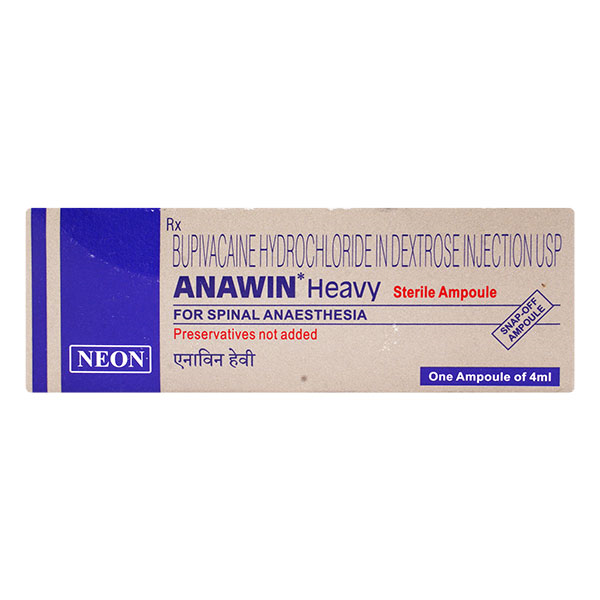 Rx
BUPIVACAINE HYDROCHLORIDE IN DEXTROSE INJECTION USP
ANAWIN* Heavy Sterile Ampoule
FOR SPINAL ANAESTHESIA
SNAP-OFF
AMPOULE
Preservatives not added
एनाविन हेवी
NEON
One Ampoule of 4ml